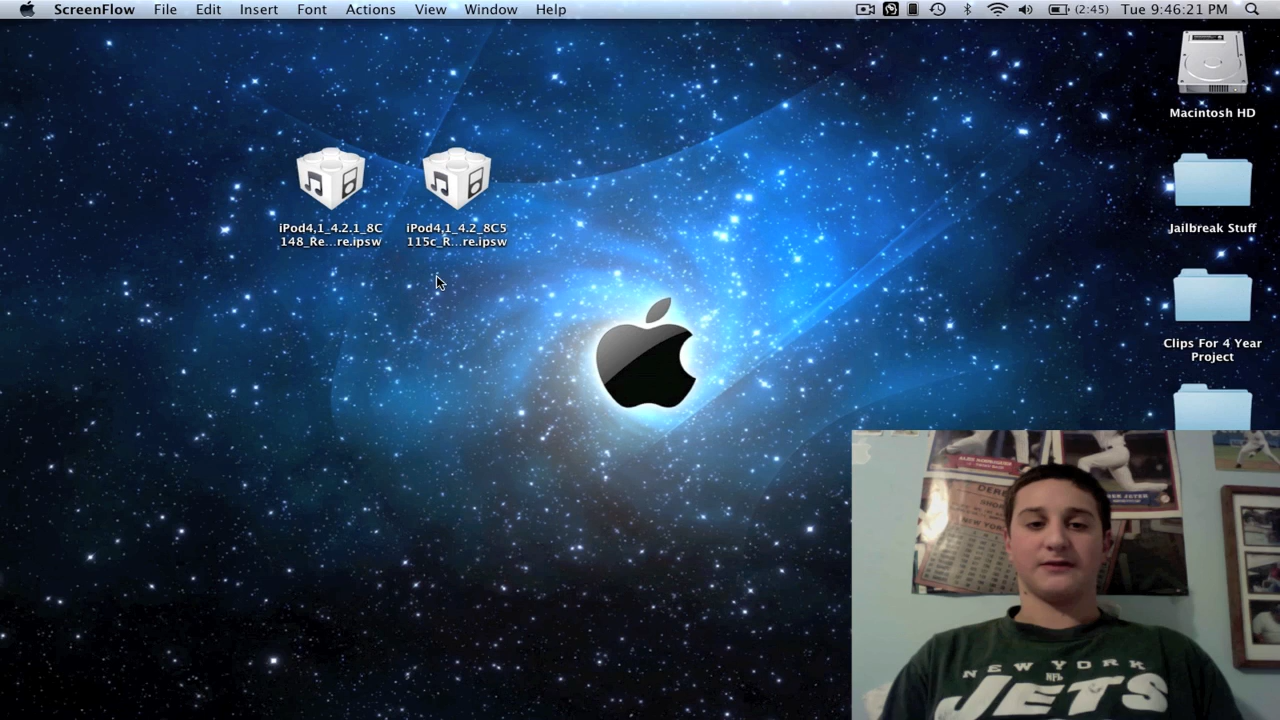 ScreenFlow File Edit Insert Font Actions View Window Help (2:45) Tue 9:46:21 PM
Macintosh HD
iPod4,1_4.2.1_8C
148_Re...re.ipsw
iPod4,1_4.2_8C5
115c_R...re.ipsw
Jailbreak Stuff
Clips For 4 Year
Project
NEW YORK
NFL
JETS